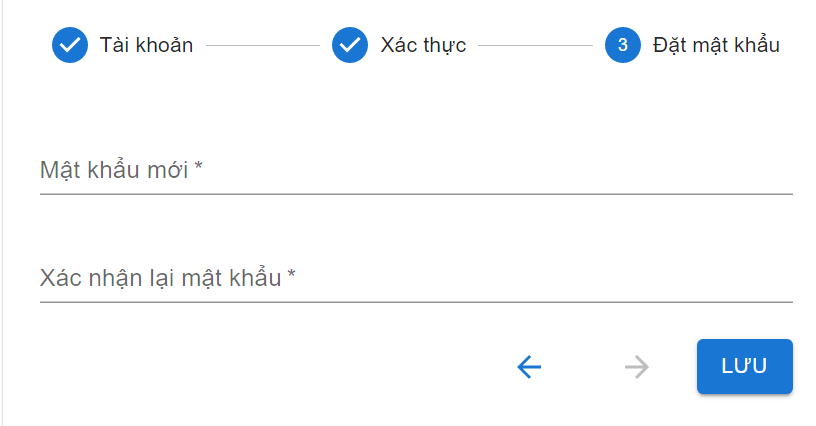 Tài khoản Xác thực 3 Đặt mật khẩu
Mật khẩu mới *
Xác nhận lại mật khẩu *
LƯU